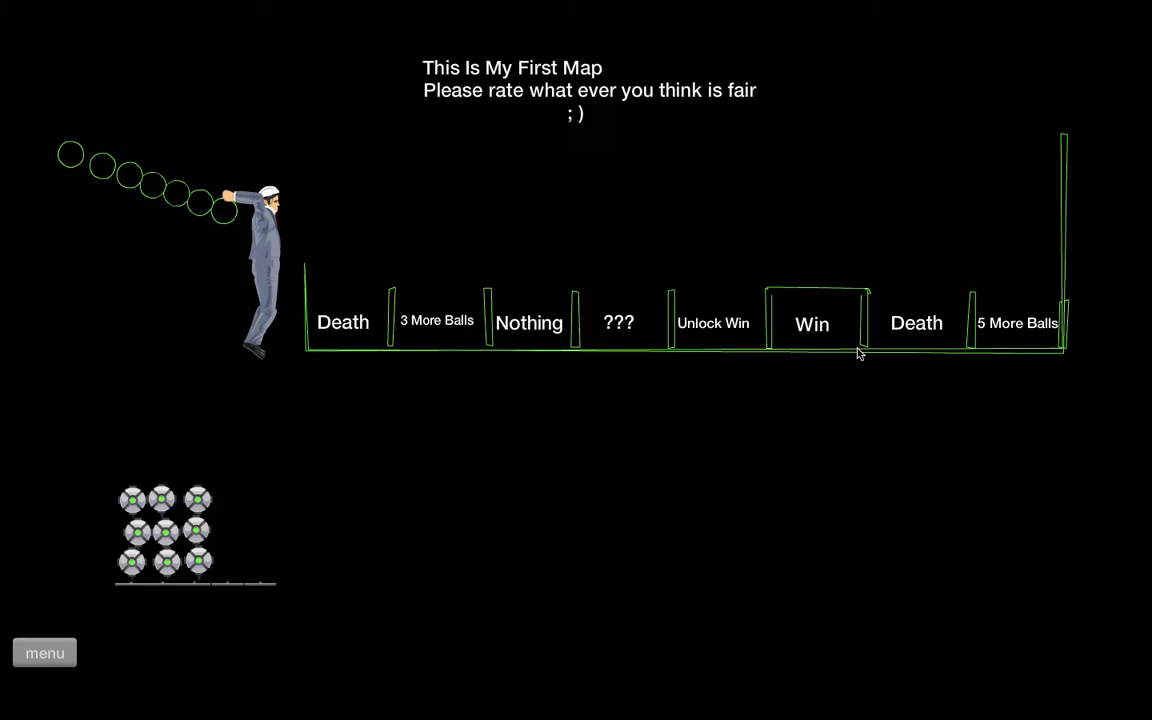 This Is My First Map
Please rate what ever you think is fair
; )
Death
3 More Balls
Nothing
???
Unlock Win
Win
Death
5 More Balls
menu